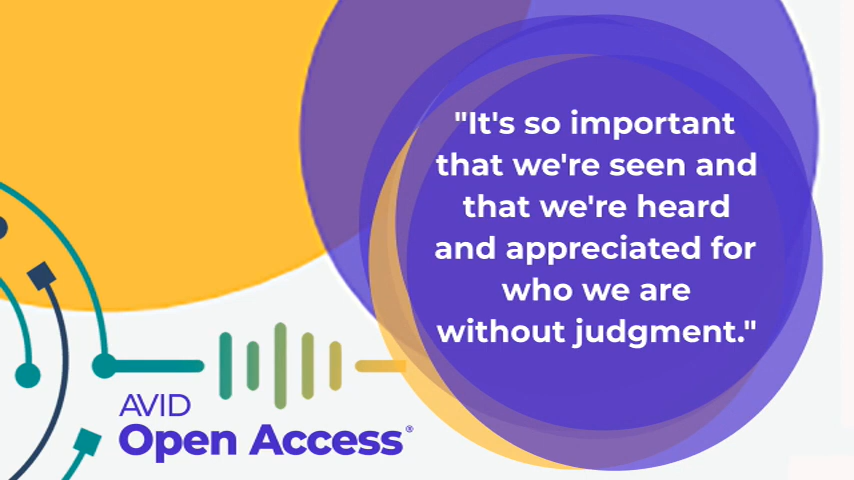 "It's so important
that we're seen and
that we're heard
and appreciated for
who we are
without judgment."
AVID
Open Access®